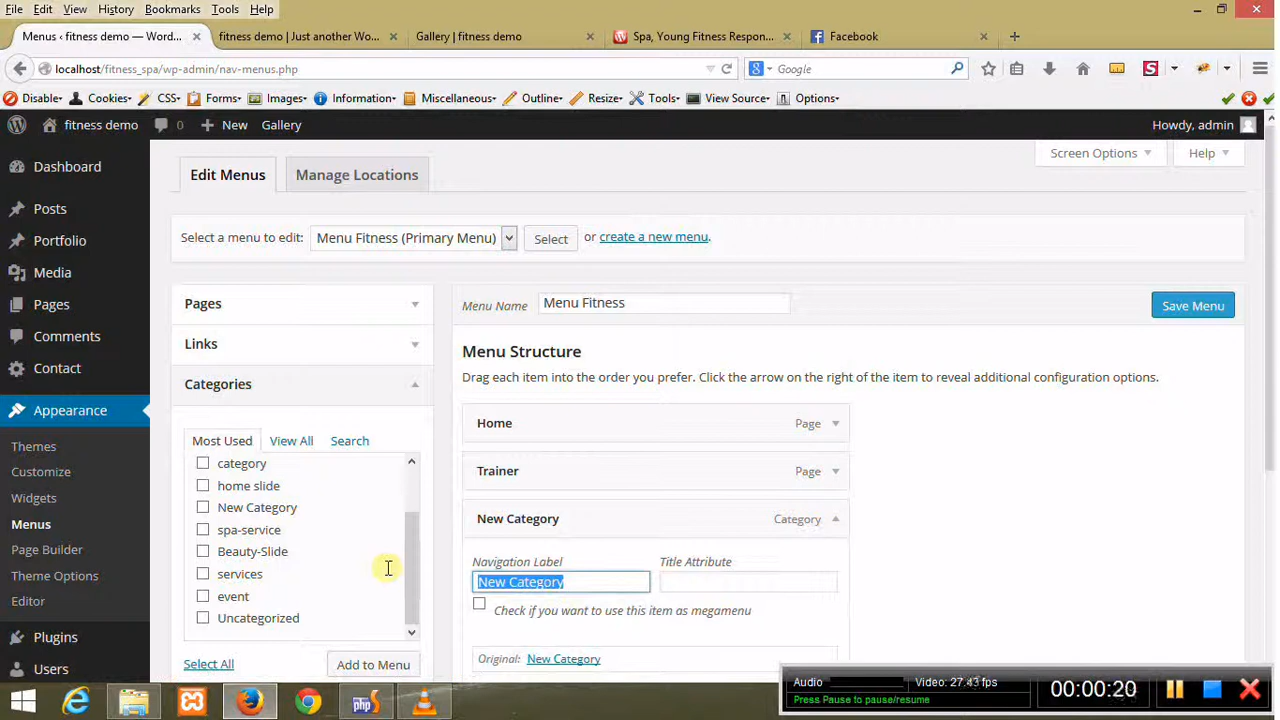 File Edit View History Bookmarks Tools Help
Menus ‹ fitness demo — Word... fitness demo | Just another Wo... Gallery | fitness demo Spa, Young Fitness Respon... Facebook
localhost/fitness_spa/wp-admin/nav-menus.php Google
Disable Cookies CSS Forms Images Information Miscellaneous Outline Resize Tools View Source Options
fitness demo 0 New Gallery Howdy, admin
Dashboard
Posts
Portfolio
Media
Pages
Comments
Contact
Appearance
Themes
Customize
Widgets
Menus
Page Builder
Theme Options
Editor
Plugins
Users
Edit Menus Manage Locations Screen Options Help
Select a menu to edit: Menu Fitness (Primary Menu) Select or create a new menu.
Pages
Links
Categories
Most Used View All Search
category
home slide
New Category
spa-service
Beauty-Slide
services
event
Uncategorized
Select All Add to Menu
Menu Name Menu Fitness Save Menu
Menu Structure
Drag each item into the order you prefer. Click the arrow on the right of the item to reveal additional configuration options.
Home Page
Trainer Page
New Category Category
Navigation Label Title Attribute
New Category
Check if you want to use this item as megamenu
Original: New Category
Audio Video: 27.43 fps
Press Pause to pause/resume
00:00:20